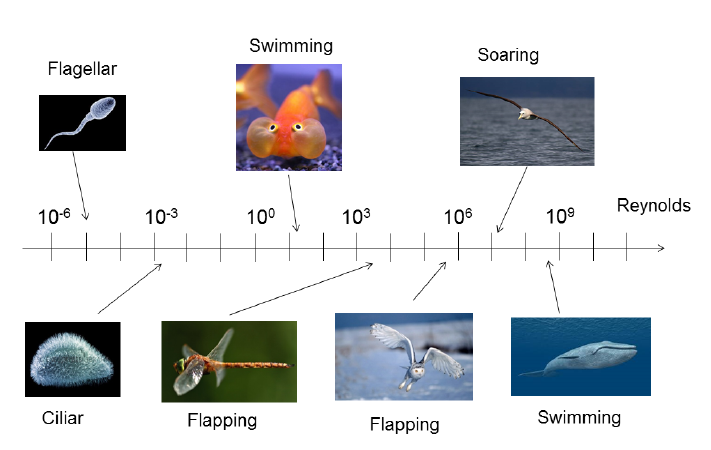 Swimming
Soaring
Flagellar
10⁻⁶ 10⁻³ 10⁰ 10³ 10⁶ 10⁹ Reynolds
Ciliar
Flapping
Flapping
Swimming